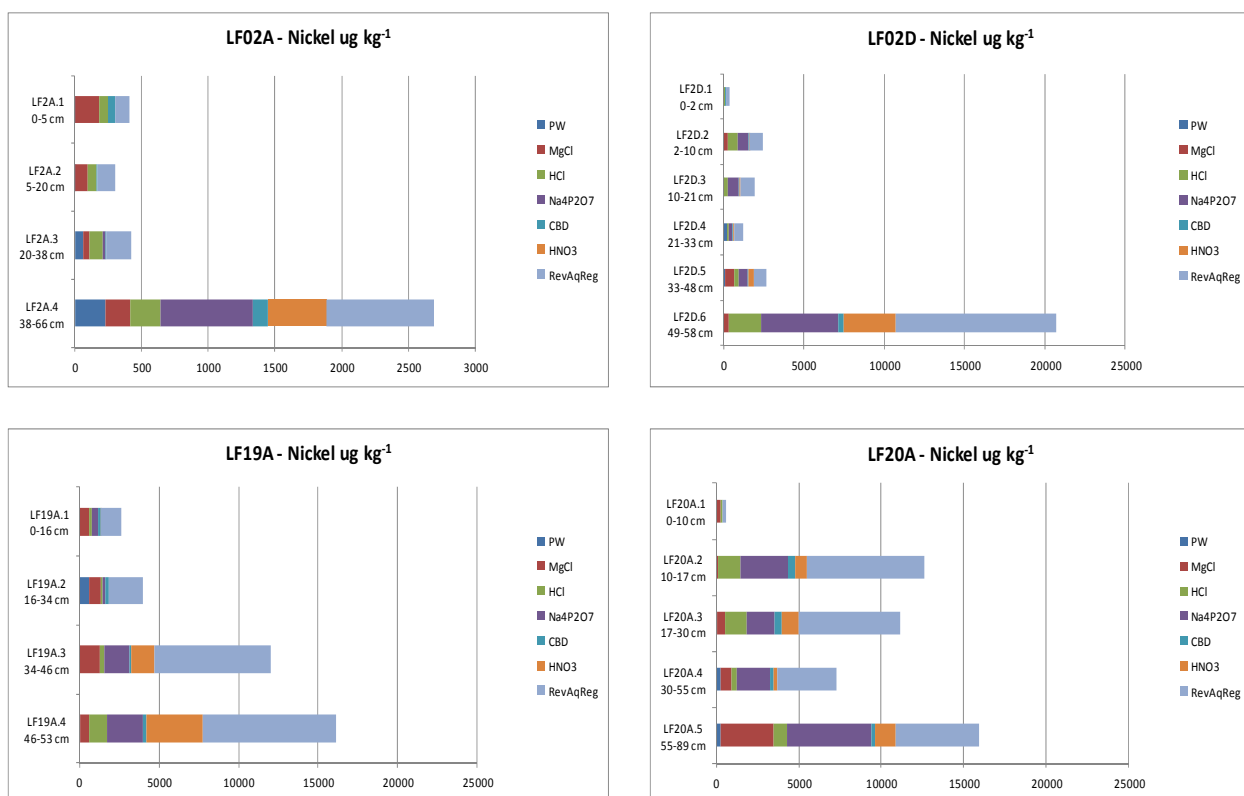 LF02A - Nickel ug kg-1
LF2A.1
0-5 cm
LF2A.2
5-20 cm
LF2A.3
20-38 cm
LF2A.4
38-66 cm
0 500 1000 1500 2000 2500 3000
PW
MgCl
HCl
Na4P2O7
CBD
HNO3
RevAqReg
LF02D - Nickel ug kg-1
LF2D.1
0-2 cm
LF2D.2
2-10 cm
LF2D.3
10-21 cm
LF2D.4
21-33 cm
LF2D.5
33-48 cm
LF2D.6
49-58 cm
0 5000 10000 15000 20000 25000
PW
MgCl
HCl
Na4P2O7
CBD
HNO3
RevAqReg
LF19A - Nickel ug kg-1
LF19A.1
0-16 cm
LF19A.2
16-34 cm
LF19A.3
34-46 cm
LF19A.4
46-53 cm
0 5000 10000 15000 20000 25000
PW
MgCl
HCl
Na4P2O7
CBD
HNO3
RevAqReg
LF20A - Nickel ug kg-1
LF20A.1
0-10 cm
LF20A.2
10-17 cm
LF20A.3
17-30 cm
LF20A.4
30-55 cm
LF20A.5
55-89 cm
0 5000 10000 15000 20000 25000
PW
MgCl
HCl
Na4P2O7
CBD
HNO3
RevAqReg